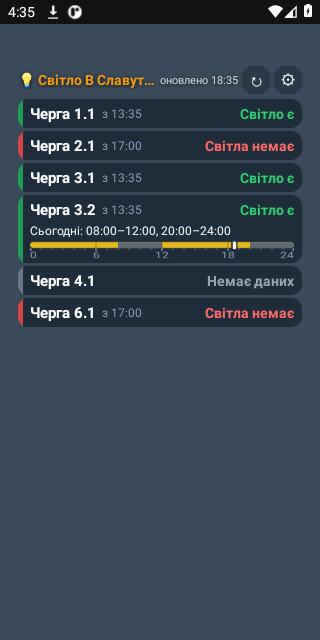 4:35
Світло В Славут… оновлено 18:35
Черга 1.1 з 13:35 Світло є
Черга 2.1 з 17:00 Світла немає
Черга 3.1 з 13:35 Світло є
Черга 3.2 з 13:35 Світло є
Сьогодні: 08:00–12:00, 20:00–24:00
0 6 12 18 24
Черга 4.1 Немає даних
Черга 6.1 з 17:00 Світла немає